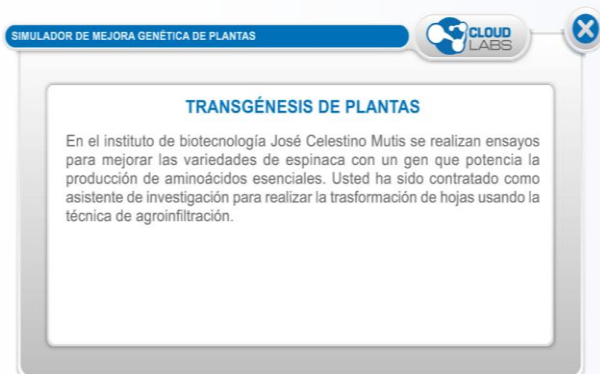 SIMULADOR DE MEJORA GENÉTICA DE PLANTAS
CLOUD
LABS
TRANSGÉNESIS DE PLANTAS
En el instituto de biotecnología José Celestino Mutis se realizan ensayos
para mejorar las variedades de espinaca con un gen que potencia la
producción de aminoácidos esenciales. Usted ha sido contratado como
asistente de investigación para realizar la trasformación de hojas usando la
técnica de agroinfiltración.